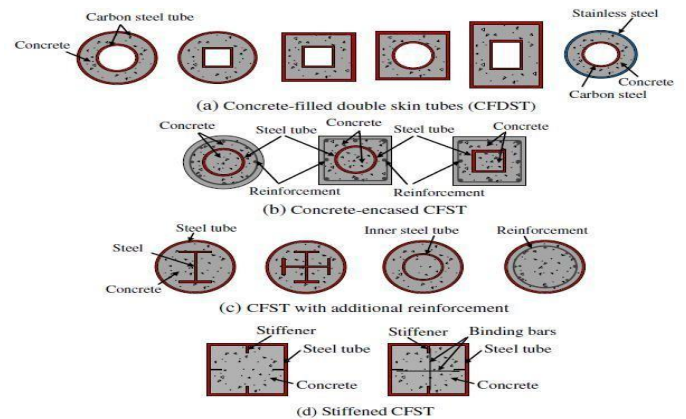 Carbon steel tube
Concrete
Stainless steel
Concrete
Carbon steel
(a) Concrete-filled double skin tubes (CFDST)
Concrete
Steel tube
Concrete
Steel tube
Concrete
Reinforcement
Reinforcement
(b) Concrete-encased CFST
Steel tube
Steel
Concrete
Inner steel tube
Reinforcement
(c) CFST with additional reinforcement
Stiffener
Steel tube
Concrete
Stiffener
Binding bars
Steel tube
Concrete
(d) Stiffened CFST